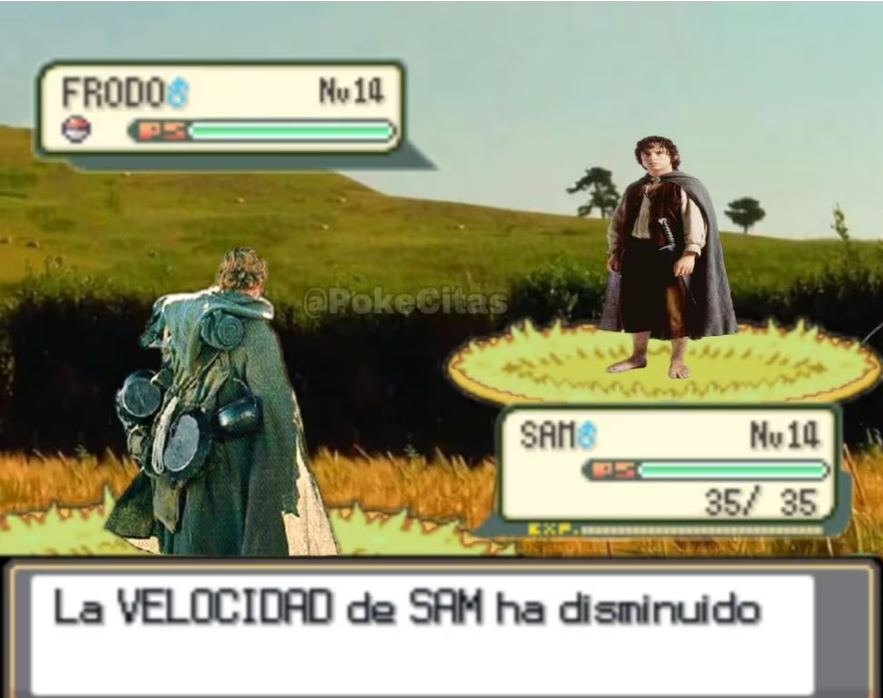 FRODO♂ Nv14
PS
@PokeCitas
SAM♂ Nv14
PS
35/ 35
EXP.
La VELOCIDAD de SAM ha disminuido